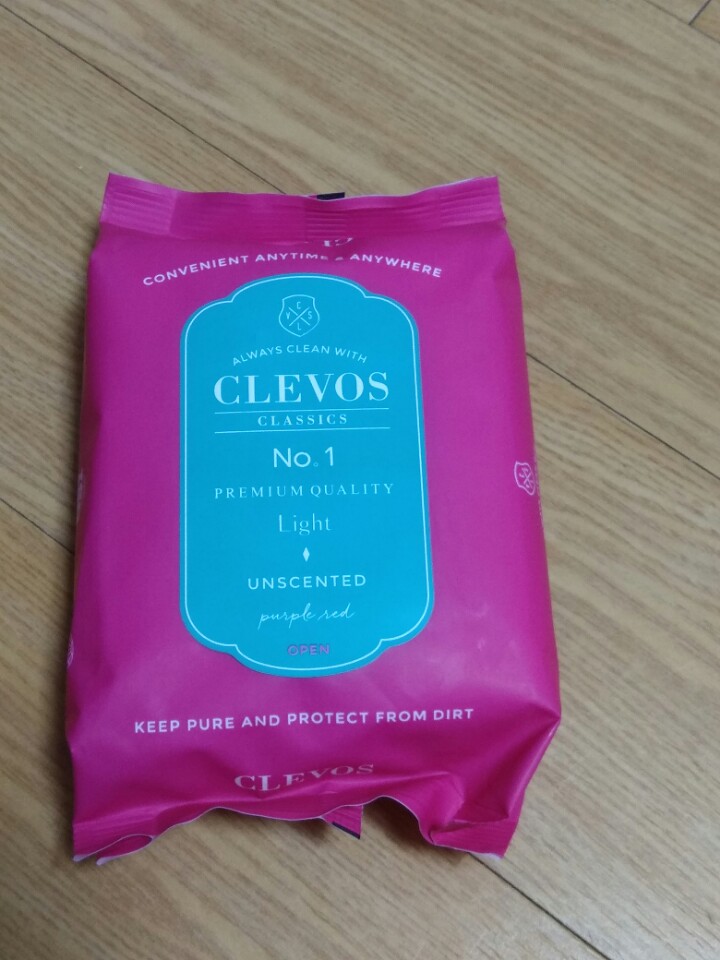 CONVENIENT ANYTIME & ANYWHERE
C
V S
L
ALWAYS CLEAN WITH
CLEVOS
CLASSICS
No.1
PREMIUM QUALITY
Light
UNSCENTED
purple red
OPEN
KEEP PURE AND PROTECT FROM DIRT
CLEVOS